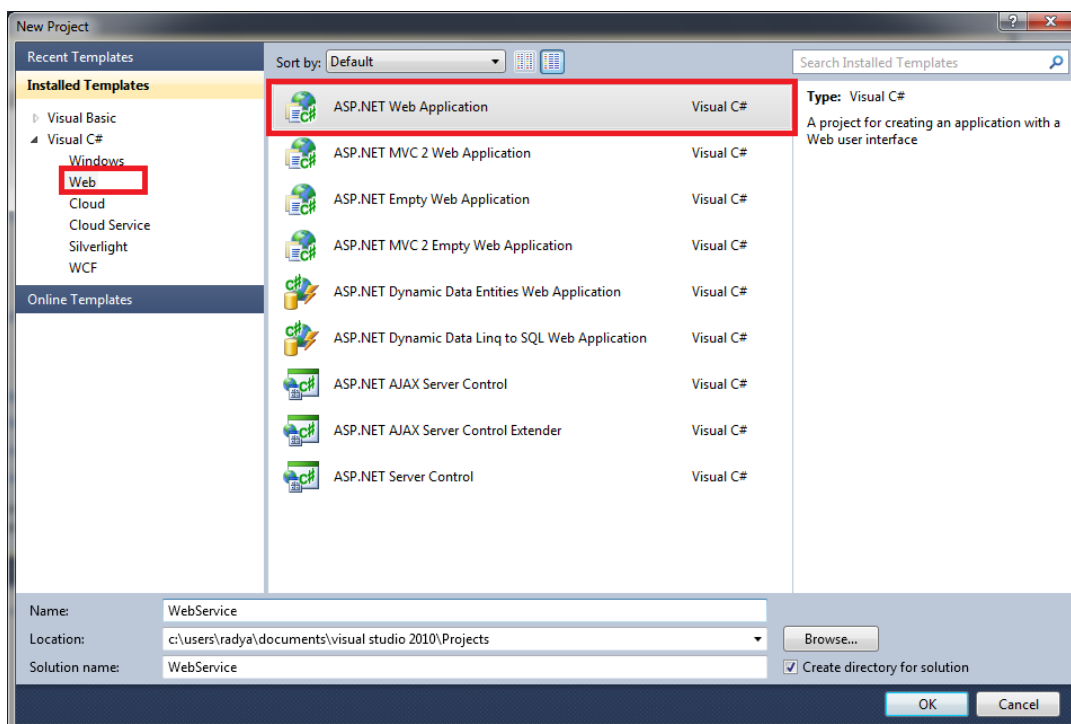 New Project
Recent Templates
Installed Templates
Visual Basic
Visual C#
Windows
Web
Cloud
Cloud Service
Silverlight
WCF
Online Templates
Sort by: Default
ASP.NET Web Application Visual C#
ASP.NET MVC 2 Web Application Visual C#
ASP.NET Empty Web Application Visual C#
ASP.NET MVC 2 Empty Web Application Visual C#
ASP.NET Dynamic Data Entities Web Application Visual C#
ASP.NET Dynamic Data Linq to SQL Web Application Visual C#
ASP.NET AJAX Server Control Visual C#
ASP.NET AJAX Server Control Extender Visual C#
ASP.NET Server Control Visual C#
Search Installed Templates
Type: Visual C#
A project for creating an application with a
Web user interface
Name: WebService
Location: c:\users\radya\documents\visual studio 2010\Projects Browse...
Solution name: WebService Create directory for solution
OK Cancel